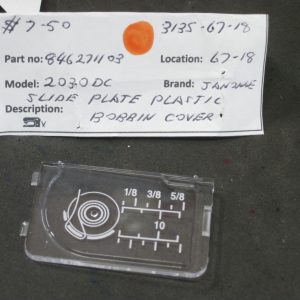 $7-50 3135-67-18
Part no: 846271103 Location: 67-18
Model: 2030DC Brand: JANOME
SLIDE PLATE PLASTIC
Description: BOBBIN COVER
1/8 3/8 5/8
10